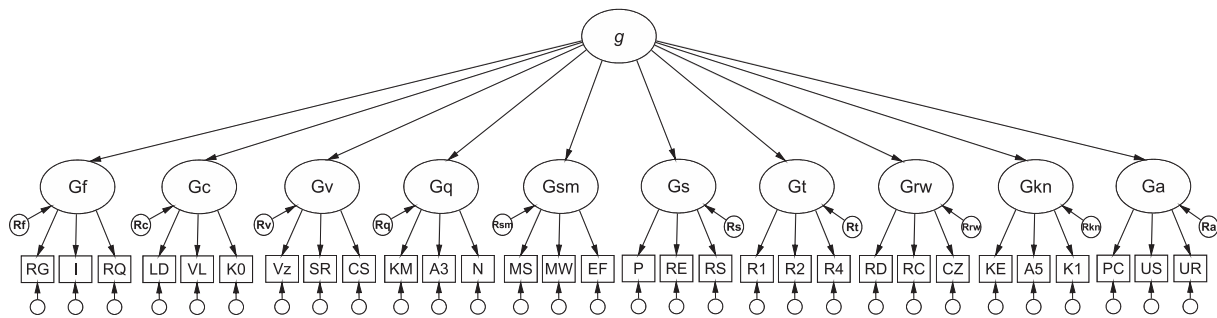 g
Gf Gc Gv Gq Gsm Gs Gt Grw Gkn Ga
Rf Rc Rv Rq Rsm Rs Rt Rrw Rkn Ra
RG I RQ LD VL K0 Vz SR CS KM A3 N MS MW EF P RE RS R1 R2 R4 RD RC CZ KE A5 K1 PC US UR